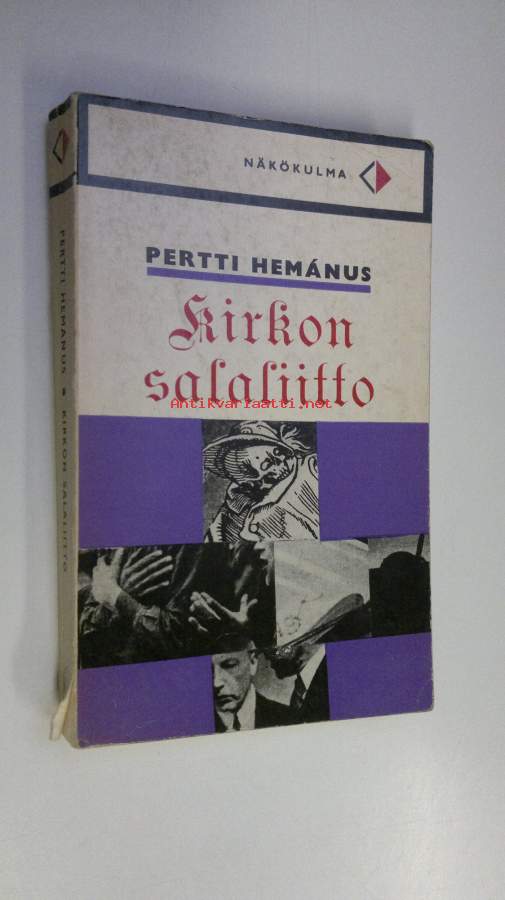 NÄKÖKULMA
PERTTI HEMÁNUS
Kirkon
salaliitto
Antikvariaatti.net
PERTTI HEMÁNUS ■ KIRKON SALALIITTO